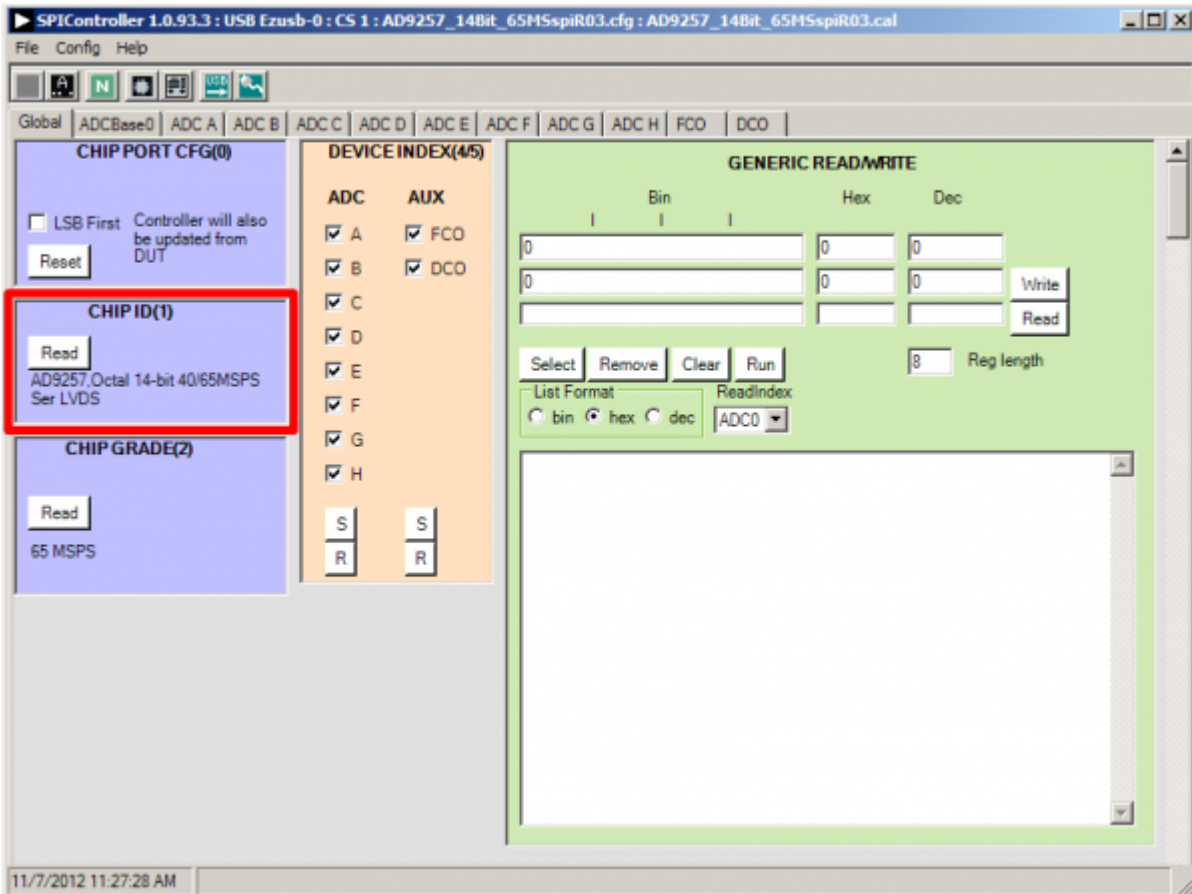 SPIController 1.0.93.3 : USB Ezusb-0 : CS 1 : AD9257_14Bit_65MSspiR03.cfg : AD9257_14Bit_65MSspiR03.cal
File Config Help
A N USB
Global ADCBase0 ADC A ADC B ADC C ADC D ADC E ADC F ADC G ADC H FCO DCO
CHIP PORT CFG(0)
LSB First Controller will also
be updated from
DUT
Reset
CHIP ID(1)
Read
AD9257,Octal 14-bit 40/65MSPS
Ser LVDS
CHIP GRADE(2)
Read
65 MSPS
DEVICE INDEX(4/5)
ADC AUX
A FCO
B DCO
C
D
E
F
G
H
S S
R R
GENERIC READ/WRITE
Bin Hex Dec
0 0 0
0 0 0 Write
Read
Select Remove Clear Run 8 Reg length
List Format ReadIndex
bin hex dec ADC0
11/7/2012 11:27:28 AM